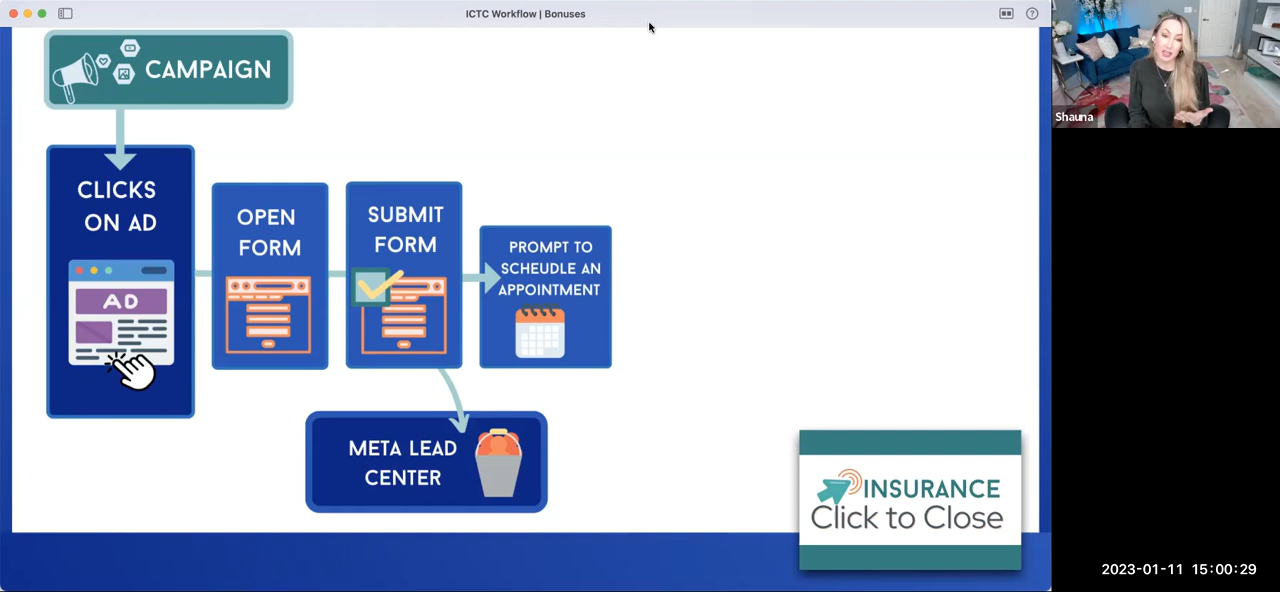 ICTC Workflow | Bonuses
CAMPAIGN
CLICKS
ON AD
AD
OPEN
FORM
SUBMIT
FORM
PROMPT TO
SCHEUDLE AN
APPOINTMENT
META LEAD
CENTER
INSURANCE
Click to Close
Shauna
2023-01-11 15:00:29